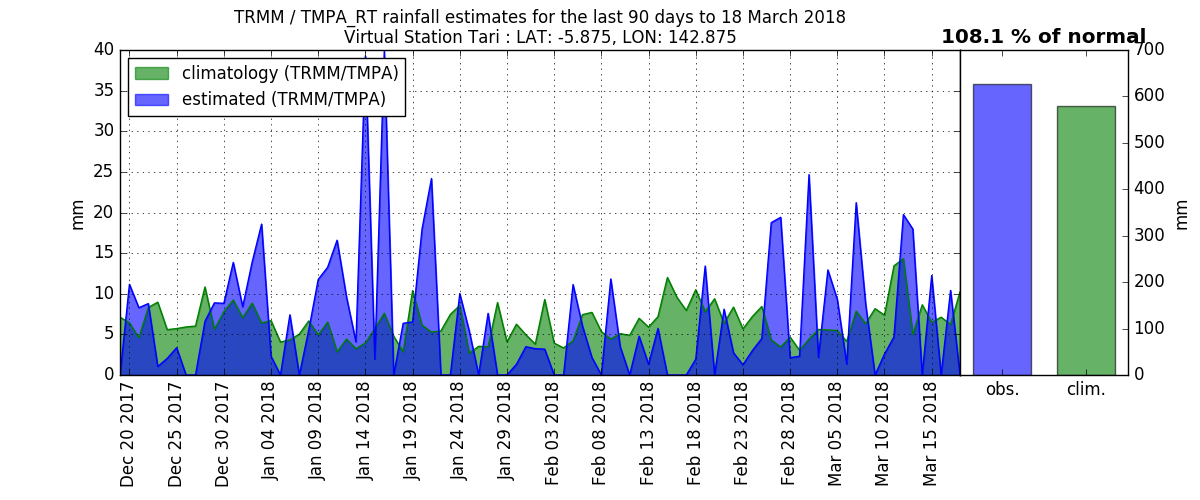 TRMM / TMPA_RT rainfall estimates for the last 90 days to 18 March 2018
Virtual Station Tari : LAT: -5.875, LON: 142.875
108.1 % of normal
climatology (TRMM/TMPA)
estimated (TRMM/TMPA)
40
35
30
25
20
15
10
5
0
mm
Dec 20 2017
Dec 25 2017
Dec 30 2017
Jan 04 2018
Jan 09 2018
Jan 14 2018
Jan 19 2018
Jan 24 2018
Jan 29 2018
Feb 03 2018
Feb 08 2018
Feb 13 2018
Feb 18 2018
Feb 23 2018
Feb 28 2018
Mar 05 2018
Mar 10 2018
Mar 15 2018
obs.
clim.
700
600
500
400
300
200
100
0
mm